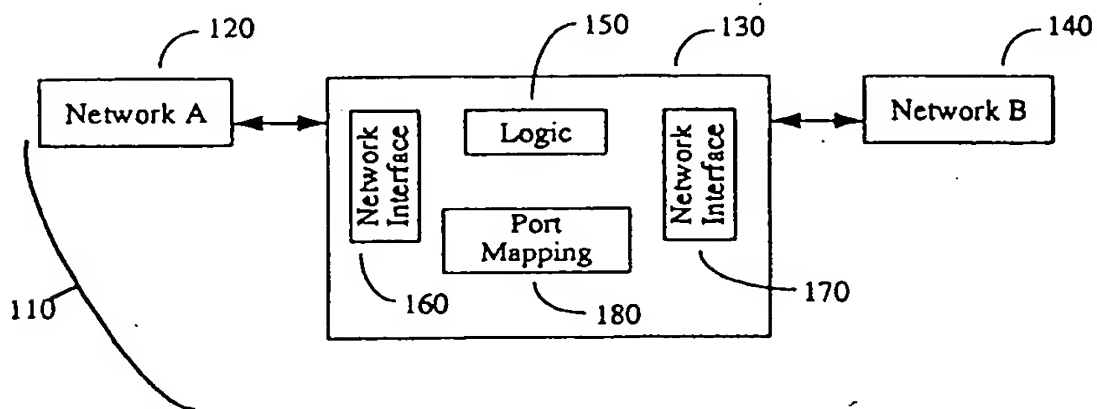 120
150
130
140
Network A
Logic
Network B
Network
Interface
Network
Interface
Port
Mapping
110
160
180
170